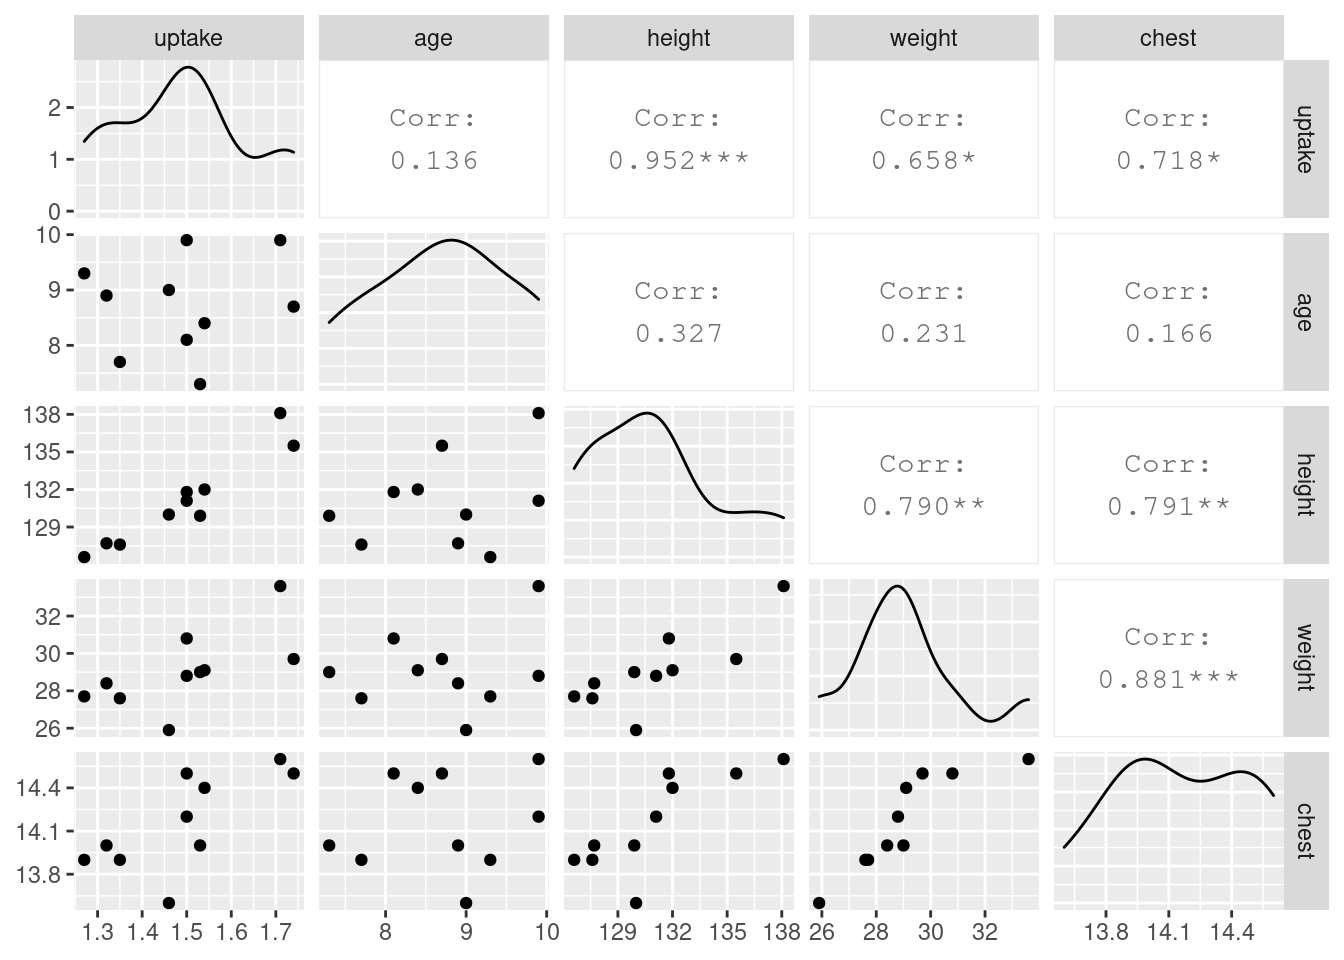 uptake age height weight chest
2
1
0
Corr:
0.136
Corr:
0.952***
Corr:
0.658*
Corr:
0.718*
uptake
10
9
8
Corr:
0.327
Corr:
0.231
Corr:
0.166
age
138
135
132
129
Corr:
0.790**
Corr:
0.791**
height
32
30
28
26
Corr:
0.881***
weight
14.4
14.1
13.8
chest
1.3 1.4 1.5 1.6 1.7 8 9 10 129 132 135 138 26 28 30 32 13.8 14.1 14.4